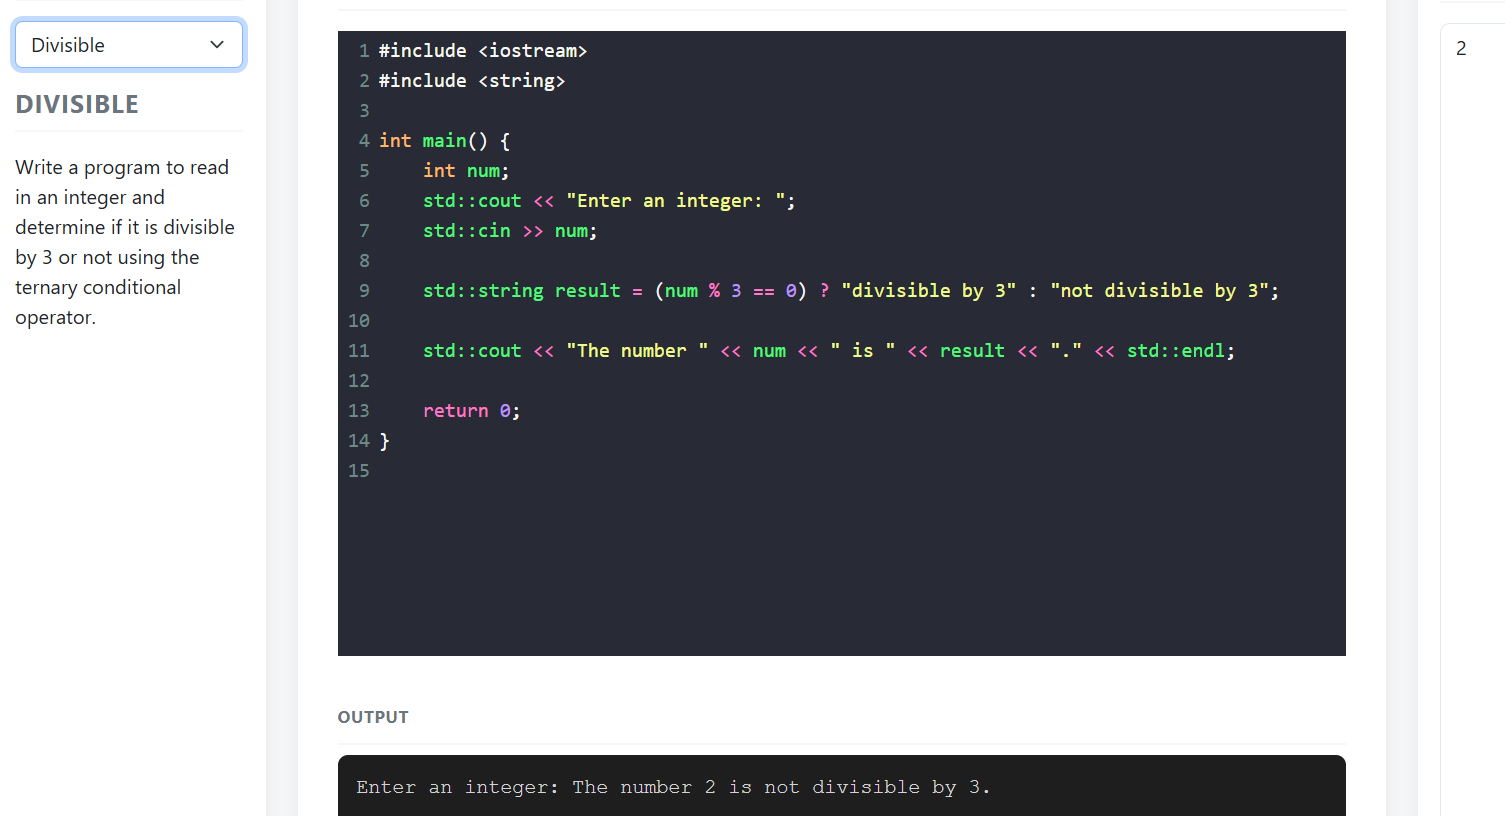 Divisible
DIVISIBLE
Write a program to read
in an integer and
determine if it is divisible
by 3 or not using the
ternary conditional
operator.
1 #include <iostream>
2 #include <string>
3
4 int main() {
5     int num;
6     std::cout << "Enter an integer: ";
7     std::cin >> num;
8
9     std::string result = (num % 3 == 0) ? "divisible by 3" : "not divisible by 3";
10
11     std::cout << "The number " << num << " is " << result << "." << std::endl;
12
13     return 0;
14 }
15
OUTPUT
Enter an integer: The number 2 is not divisible by 3.
2